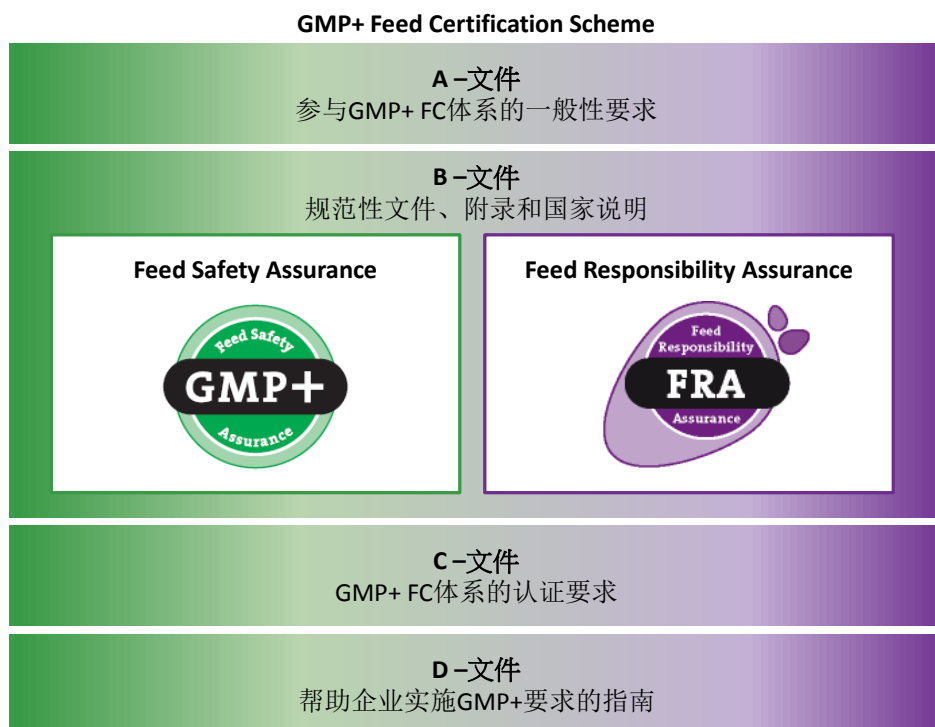 GMP+ Feed Certification Scheme
A –文件
参与GMP+ FC体系的一般性要求
B –文件
规范性文件、附录和国家说明
Feed Safety Assurance
Feed Safety
GMP+
Assurance
Feed Responsibility Assurance
Feed
Responsibility
FRA
Assurance
C –文件
GMP+ FC体系的认证要求
D –文件
帮助企业实施GMP+要求的指南